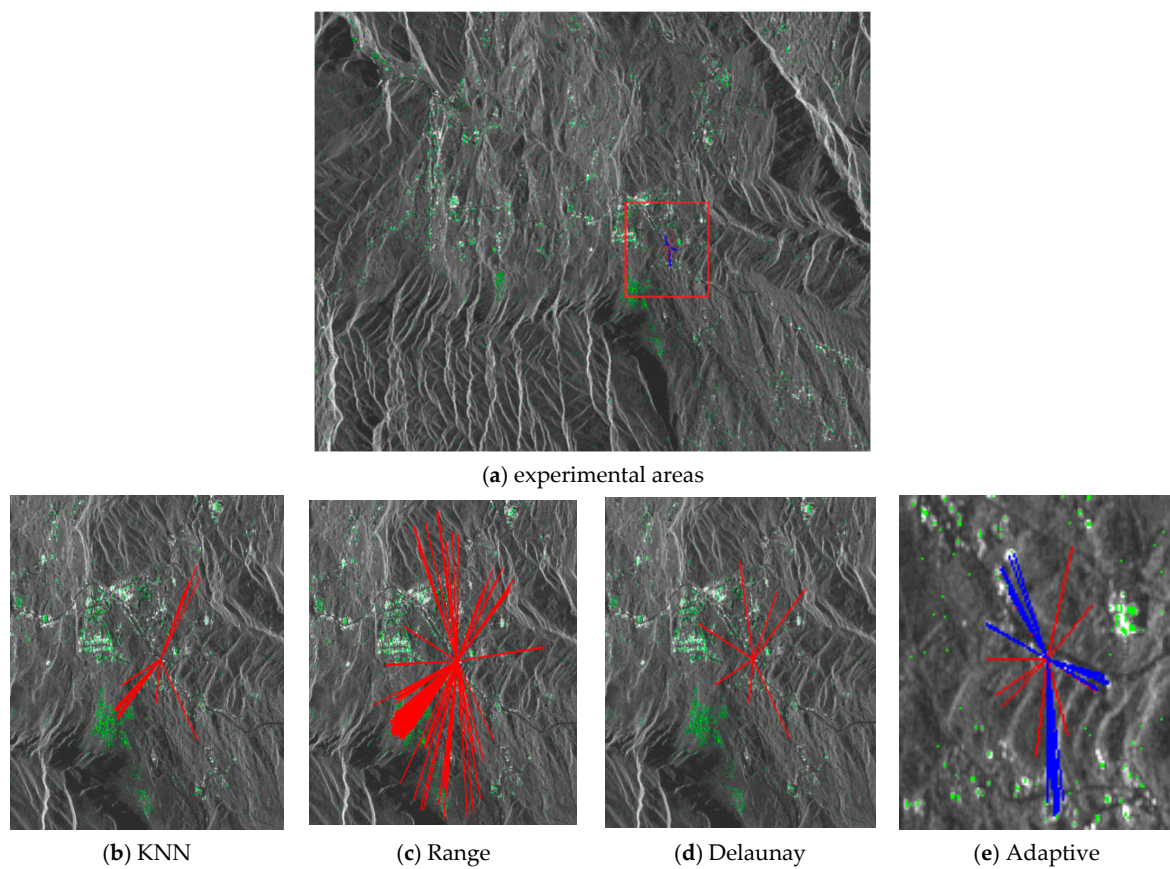 (a) experimental areas
(b) KNN
(c) Range
(d) Delaunay
(e) Adaptive